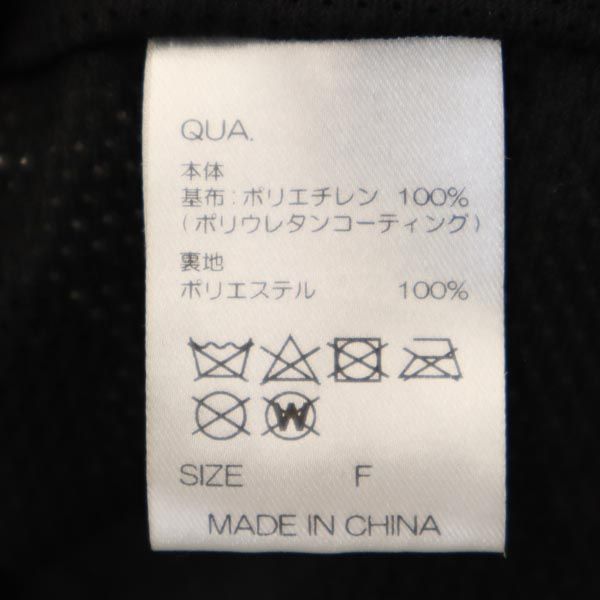 QUA.
本体
基布:ポリエチレン 100%
(ポリウレタンコーティング)
裏地
ポリエステル 100%
W
SIZE F
MADE IN CHINA